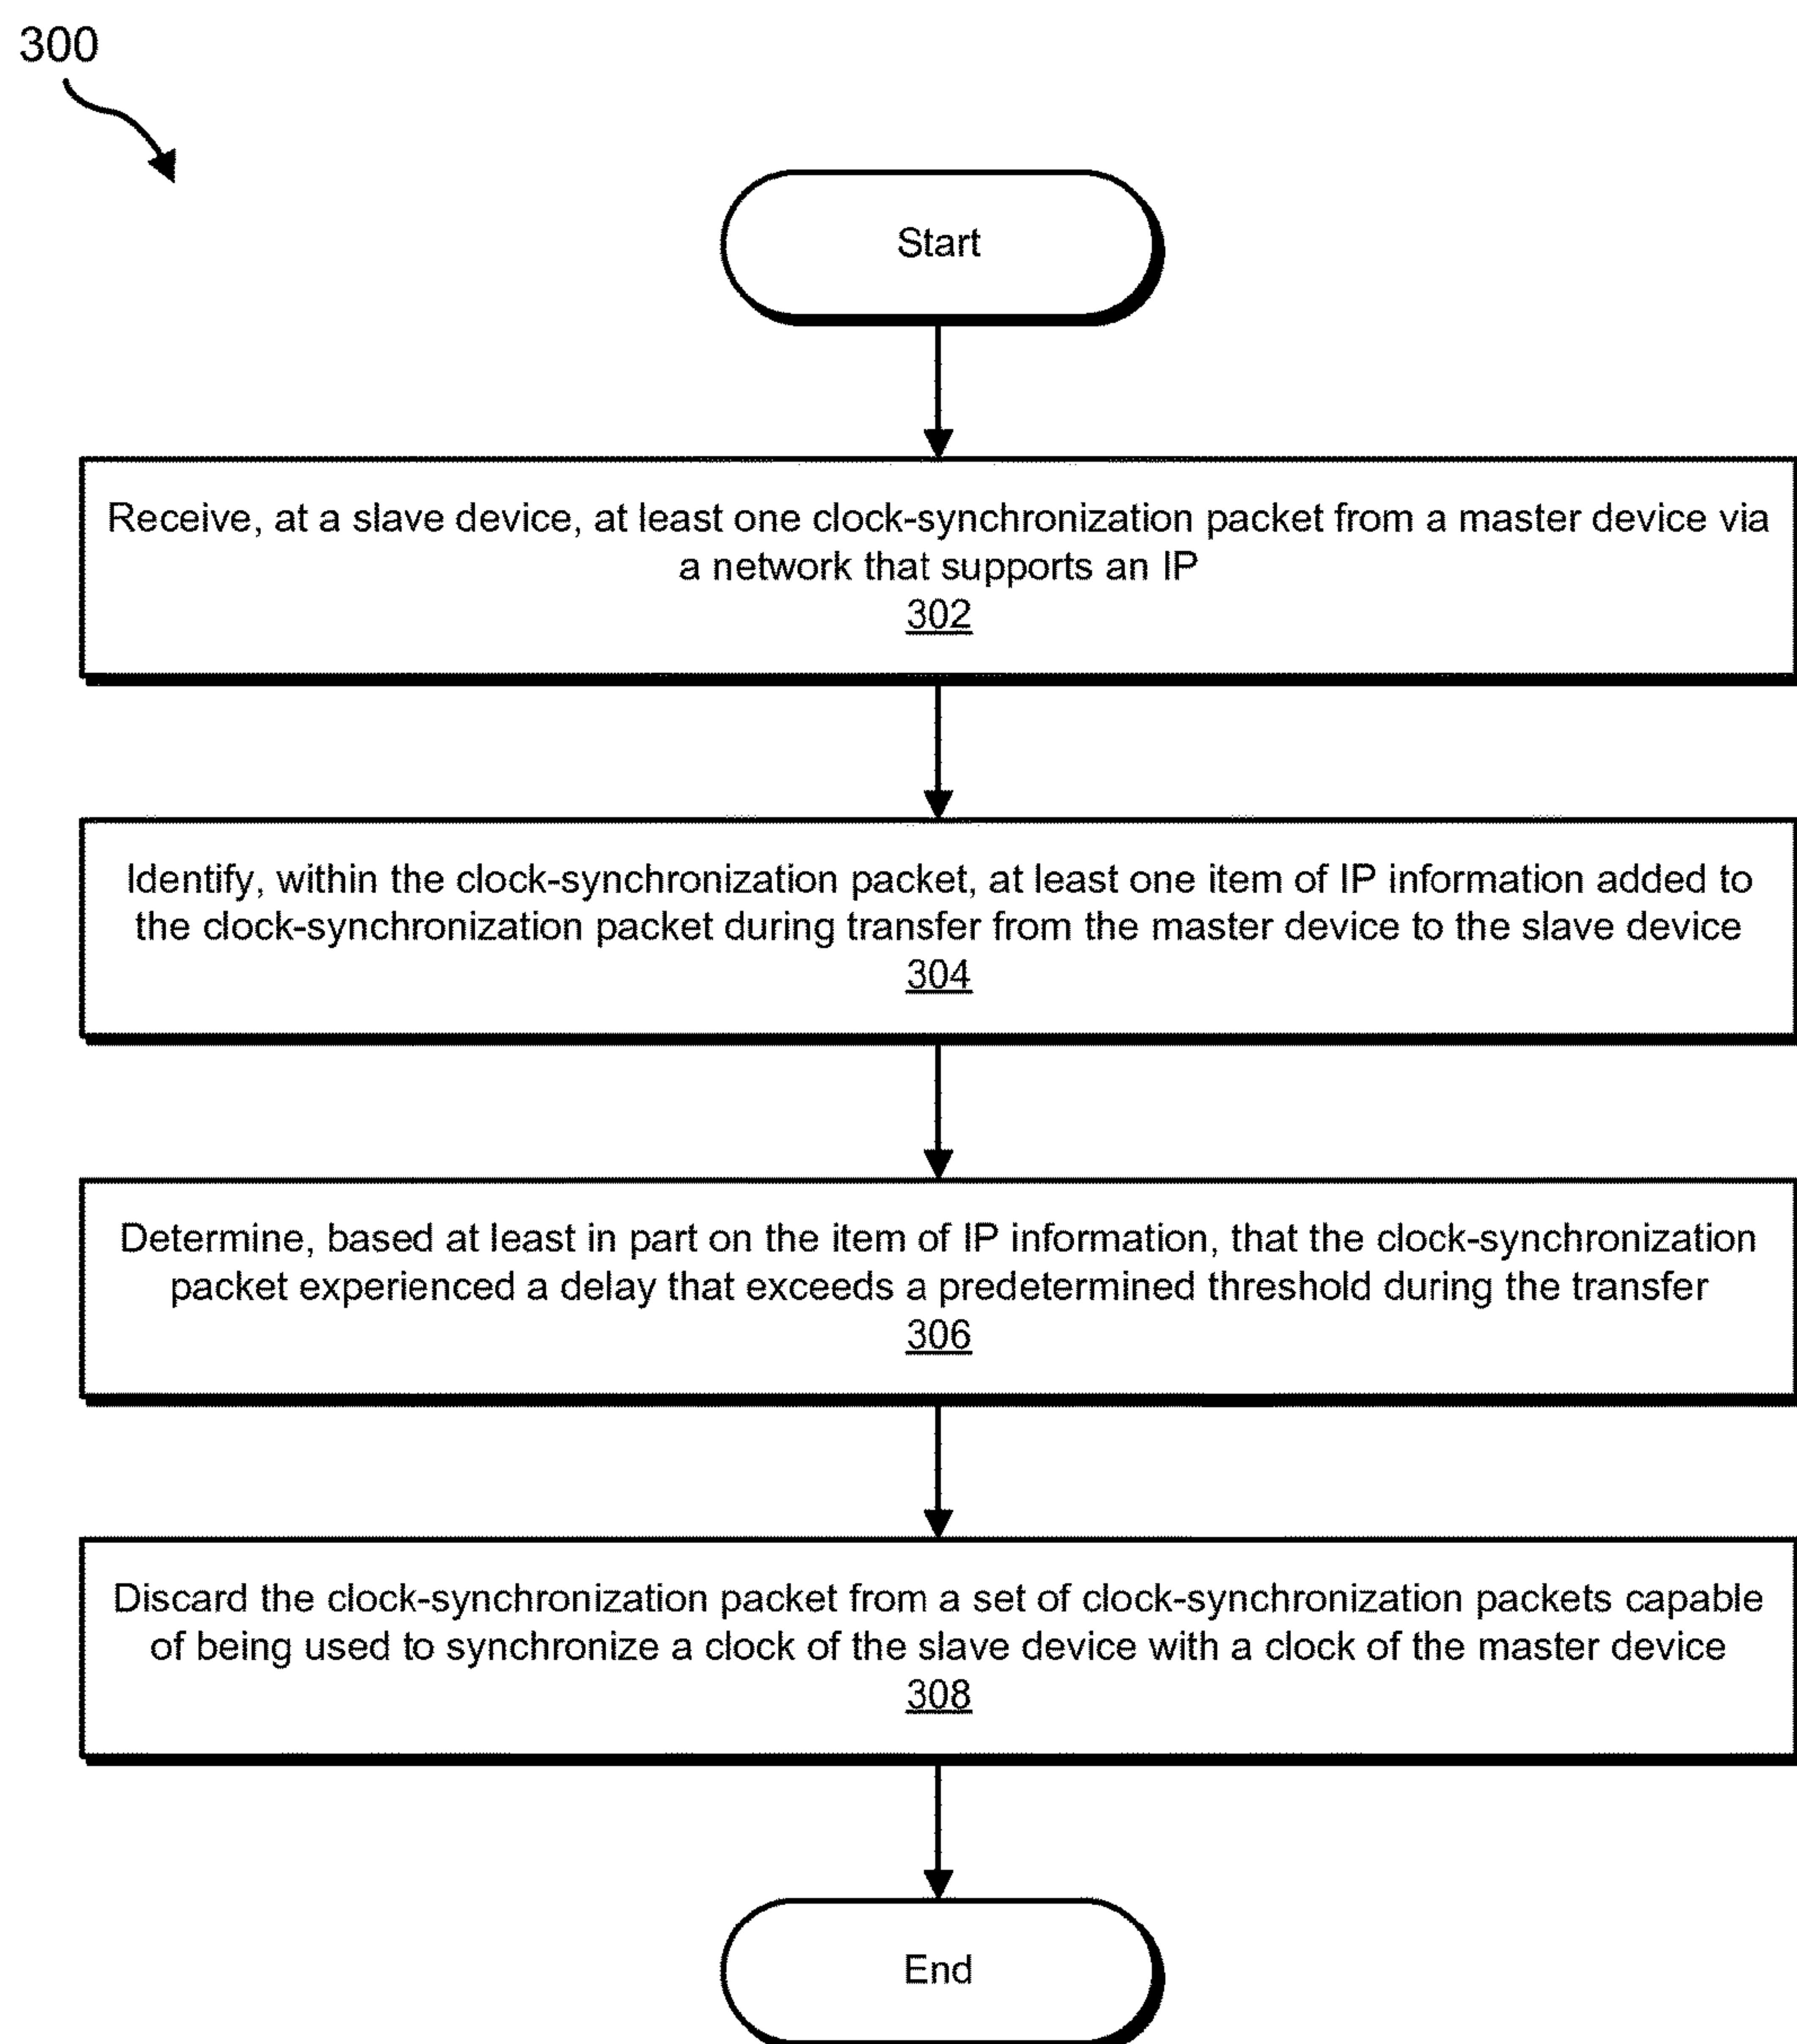 300
Start
Receive, at a slave device, at least one clock-synchronization packet from a master device via
a network that supports an IP
302
Identify, within the clock-synchronization packet, at least one item of IP information added to
the clock-synchronization packet during transfer from the master device to the slave device
304
Determine, based at least in part on the item of IP information, that the clock-synchronization
packet experienced a delay that exceeds a predetermined threshold during the transfer
306
Discard the clock-synchronization packet from a set of clock-synchronization packets capable
of being used to synchronize a clock of the slave device with a clock of the master device
308
End